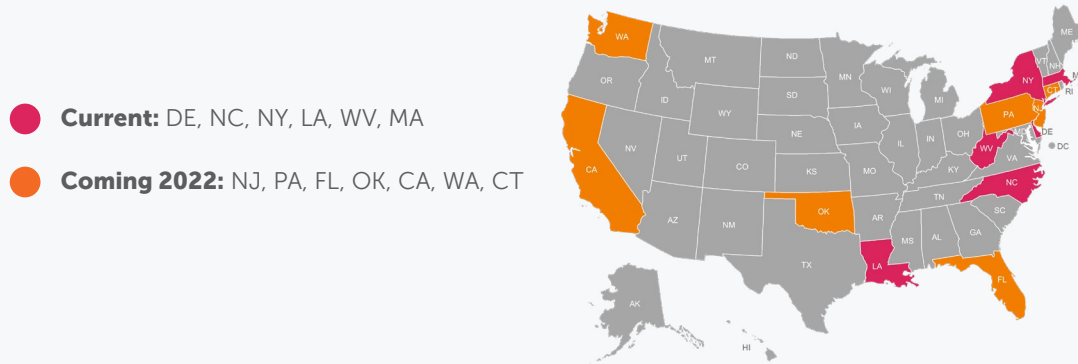 Current: DE, NC, NY, LA, WV, MA
Coming 2022: NJ, PA, FL, OK, CA, WA, CT
WA
MT
ND
MN
ME
VT
NH
OR
ID
SD
WI
MI
NY
M
RI
CT
WY
IA
PA
NJ
NE
NV
UT
IL
IN
OH
MD
DE
DC
CA
CO
KS
MO
WV
VA
KY
NC
TN
AZ
NM
OK
AR
SC
MS
AL
GA
TX
LA
FL
AK
HI